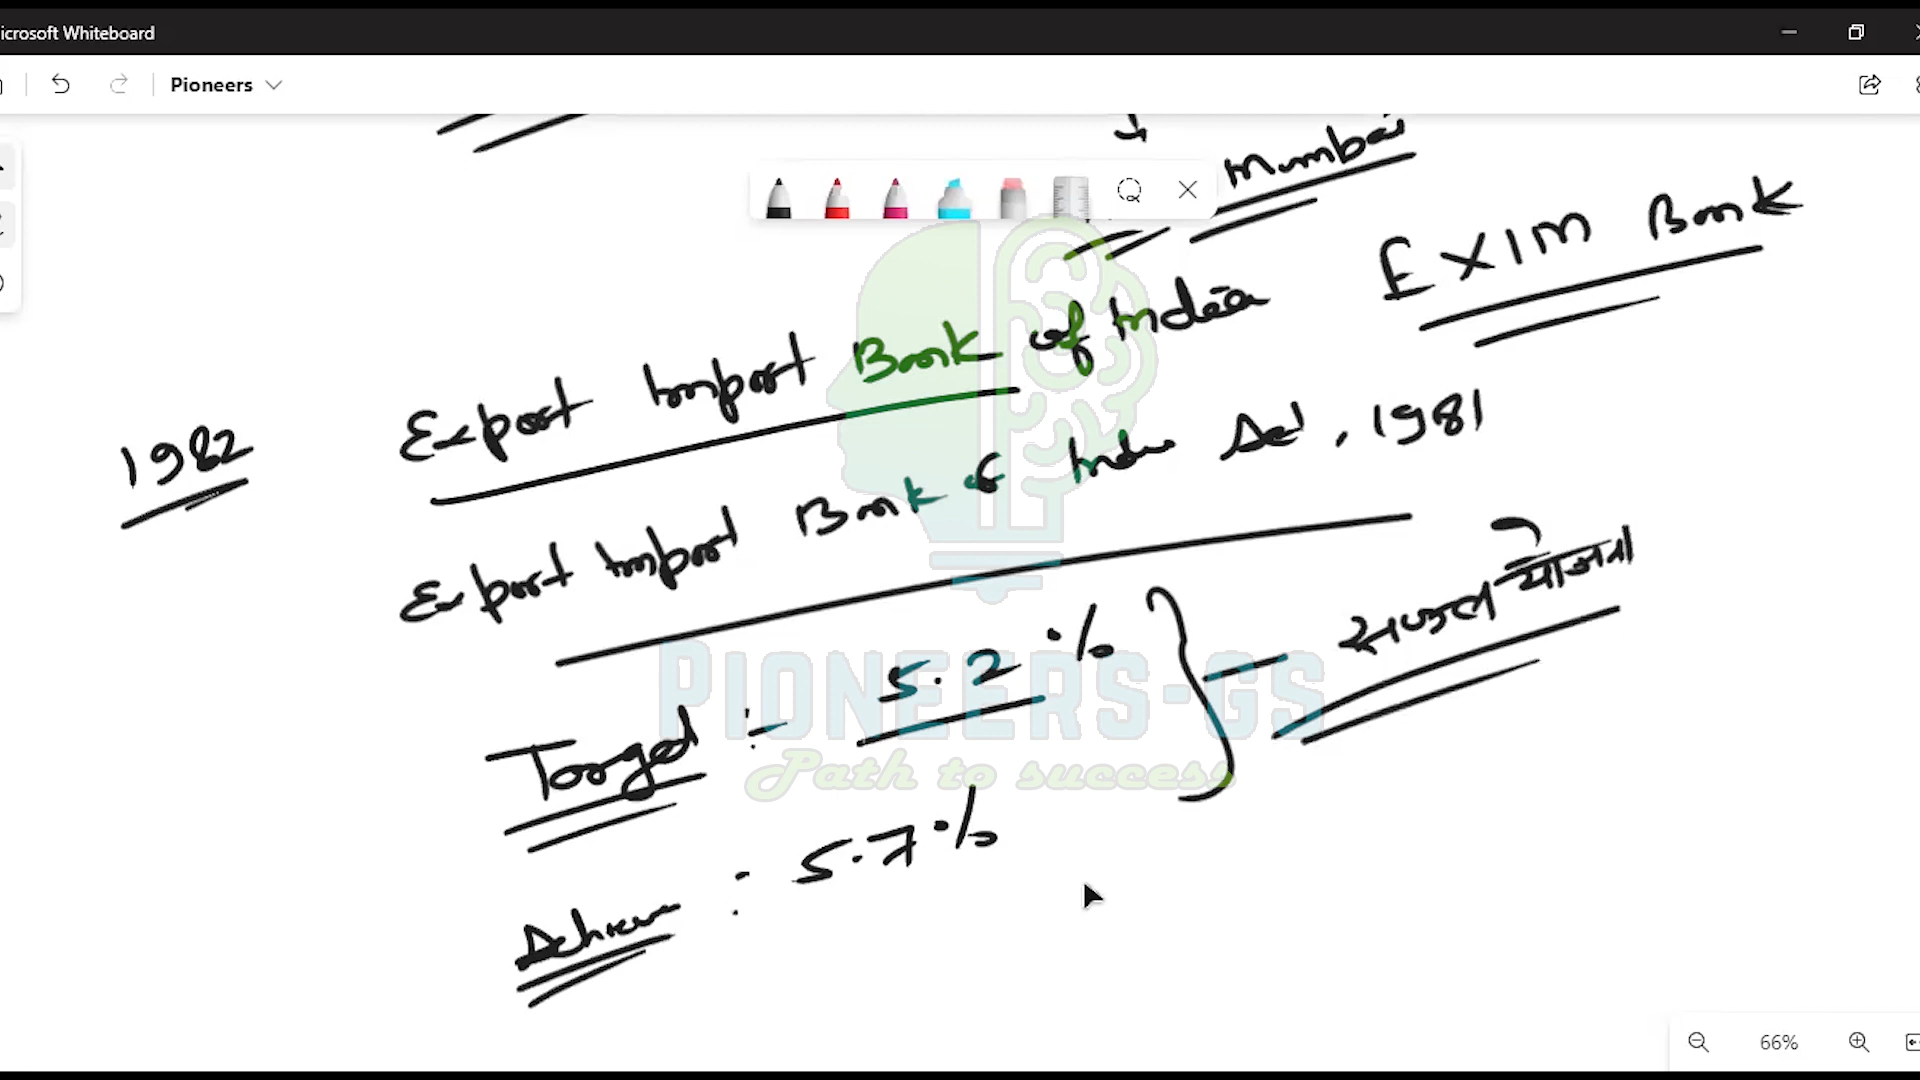 icrosoft Whiteboard
Pioneers
Mumbai
EXIM Bank
Export Import Bank of India
1982
Export Import Bank of India Act, 1981
सफल योजना
Target :- 5.2 %
PIONEERS-GS
Path to success
Achieve : 5.7%
66%